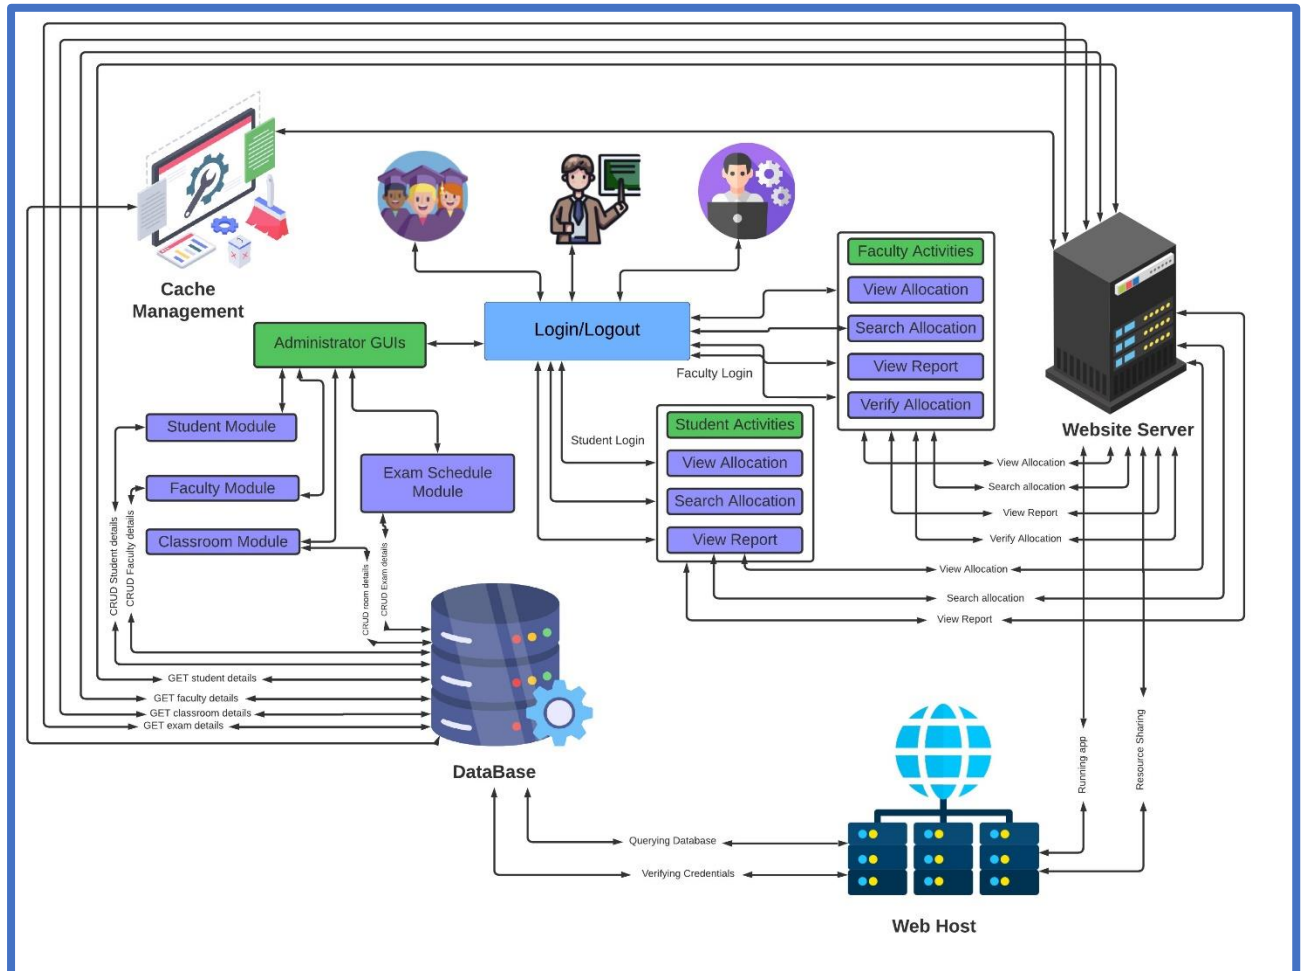 Cache
Management
Login/Logout
Administrator GUIs
Student Module
Faculty Module
Classroom Module
Exam Schedule
Module
Faculty Login
Student Login
Faculty Activities
View Allocation
Search Allocation
View Report
Verify Allocation
Student Activities
View Allocation
Search Allocation
View Report
Website Server
View Allocation
Search allocation
View Report
Verify Allocation
View Allocation
Search allocation
View Report
CRUD Student details
CRUD Faculty details
CRUD room details
CRUD Exam details
GET student details
GET faculty details
GET classroom details
GET exam details
DataBase
Querying Database
Verifying Credentials
Running app
Resource Sharing
Web Host